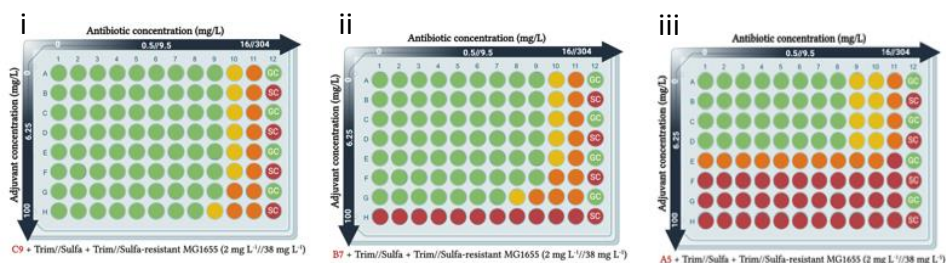 i
Antibiotic concentration (mg/L)
0 0.5//9.5 16//304
1 2 3 4 5 6 7 8 9 10 11 12
Adjuvant concentration (mg/L)
0 6.25 100
A GC
B SC
C GC
D SC
E GC
F SC
G GC
H SC
C9 + Trim//Sulfa + Trim//Sulfa-resistant MG1655 (2 mg L⁻¹//38 mg L⁻¹)
ii
Antibiotic concentration (mg/L)
0 0.5//9.5 16//304
1 2 3 4 5 6 7 8 9 10 11 12
Adjuvant concentration (mg/L)
0 6.25 100
A GC
B SC
C GC
D SC
E GC
F SC
G GC
H SC
B7 + Trim//Sulfa + Trim//Sulfa-resistant MG1655 (2 mg L⁻¹//38 mg L⁻¹)
iii
Antibiotic concentration (mg/L)
0 0.5//9.5 16//304
1 2 3 4 5 6 7 8 9 10 11 12
Adjuvant concentration (mg/L)
0 6.25 100
A GC
B SC
C GC
D SC
E GC
F SC
G GC
H SC
A5 + Trim//Sulfa + Trim//Sulfa-resistant MG1655 (2 mg L⁻¹//38 mg L⁻¹)